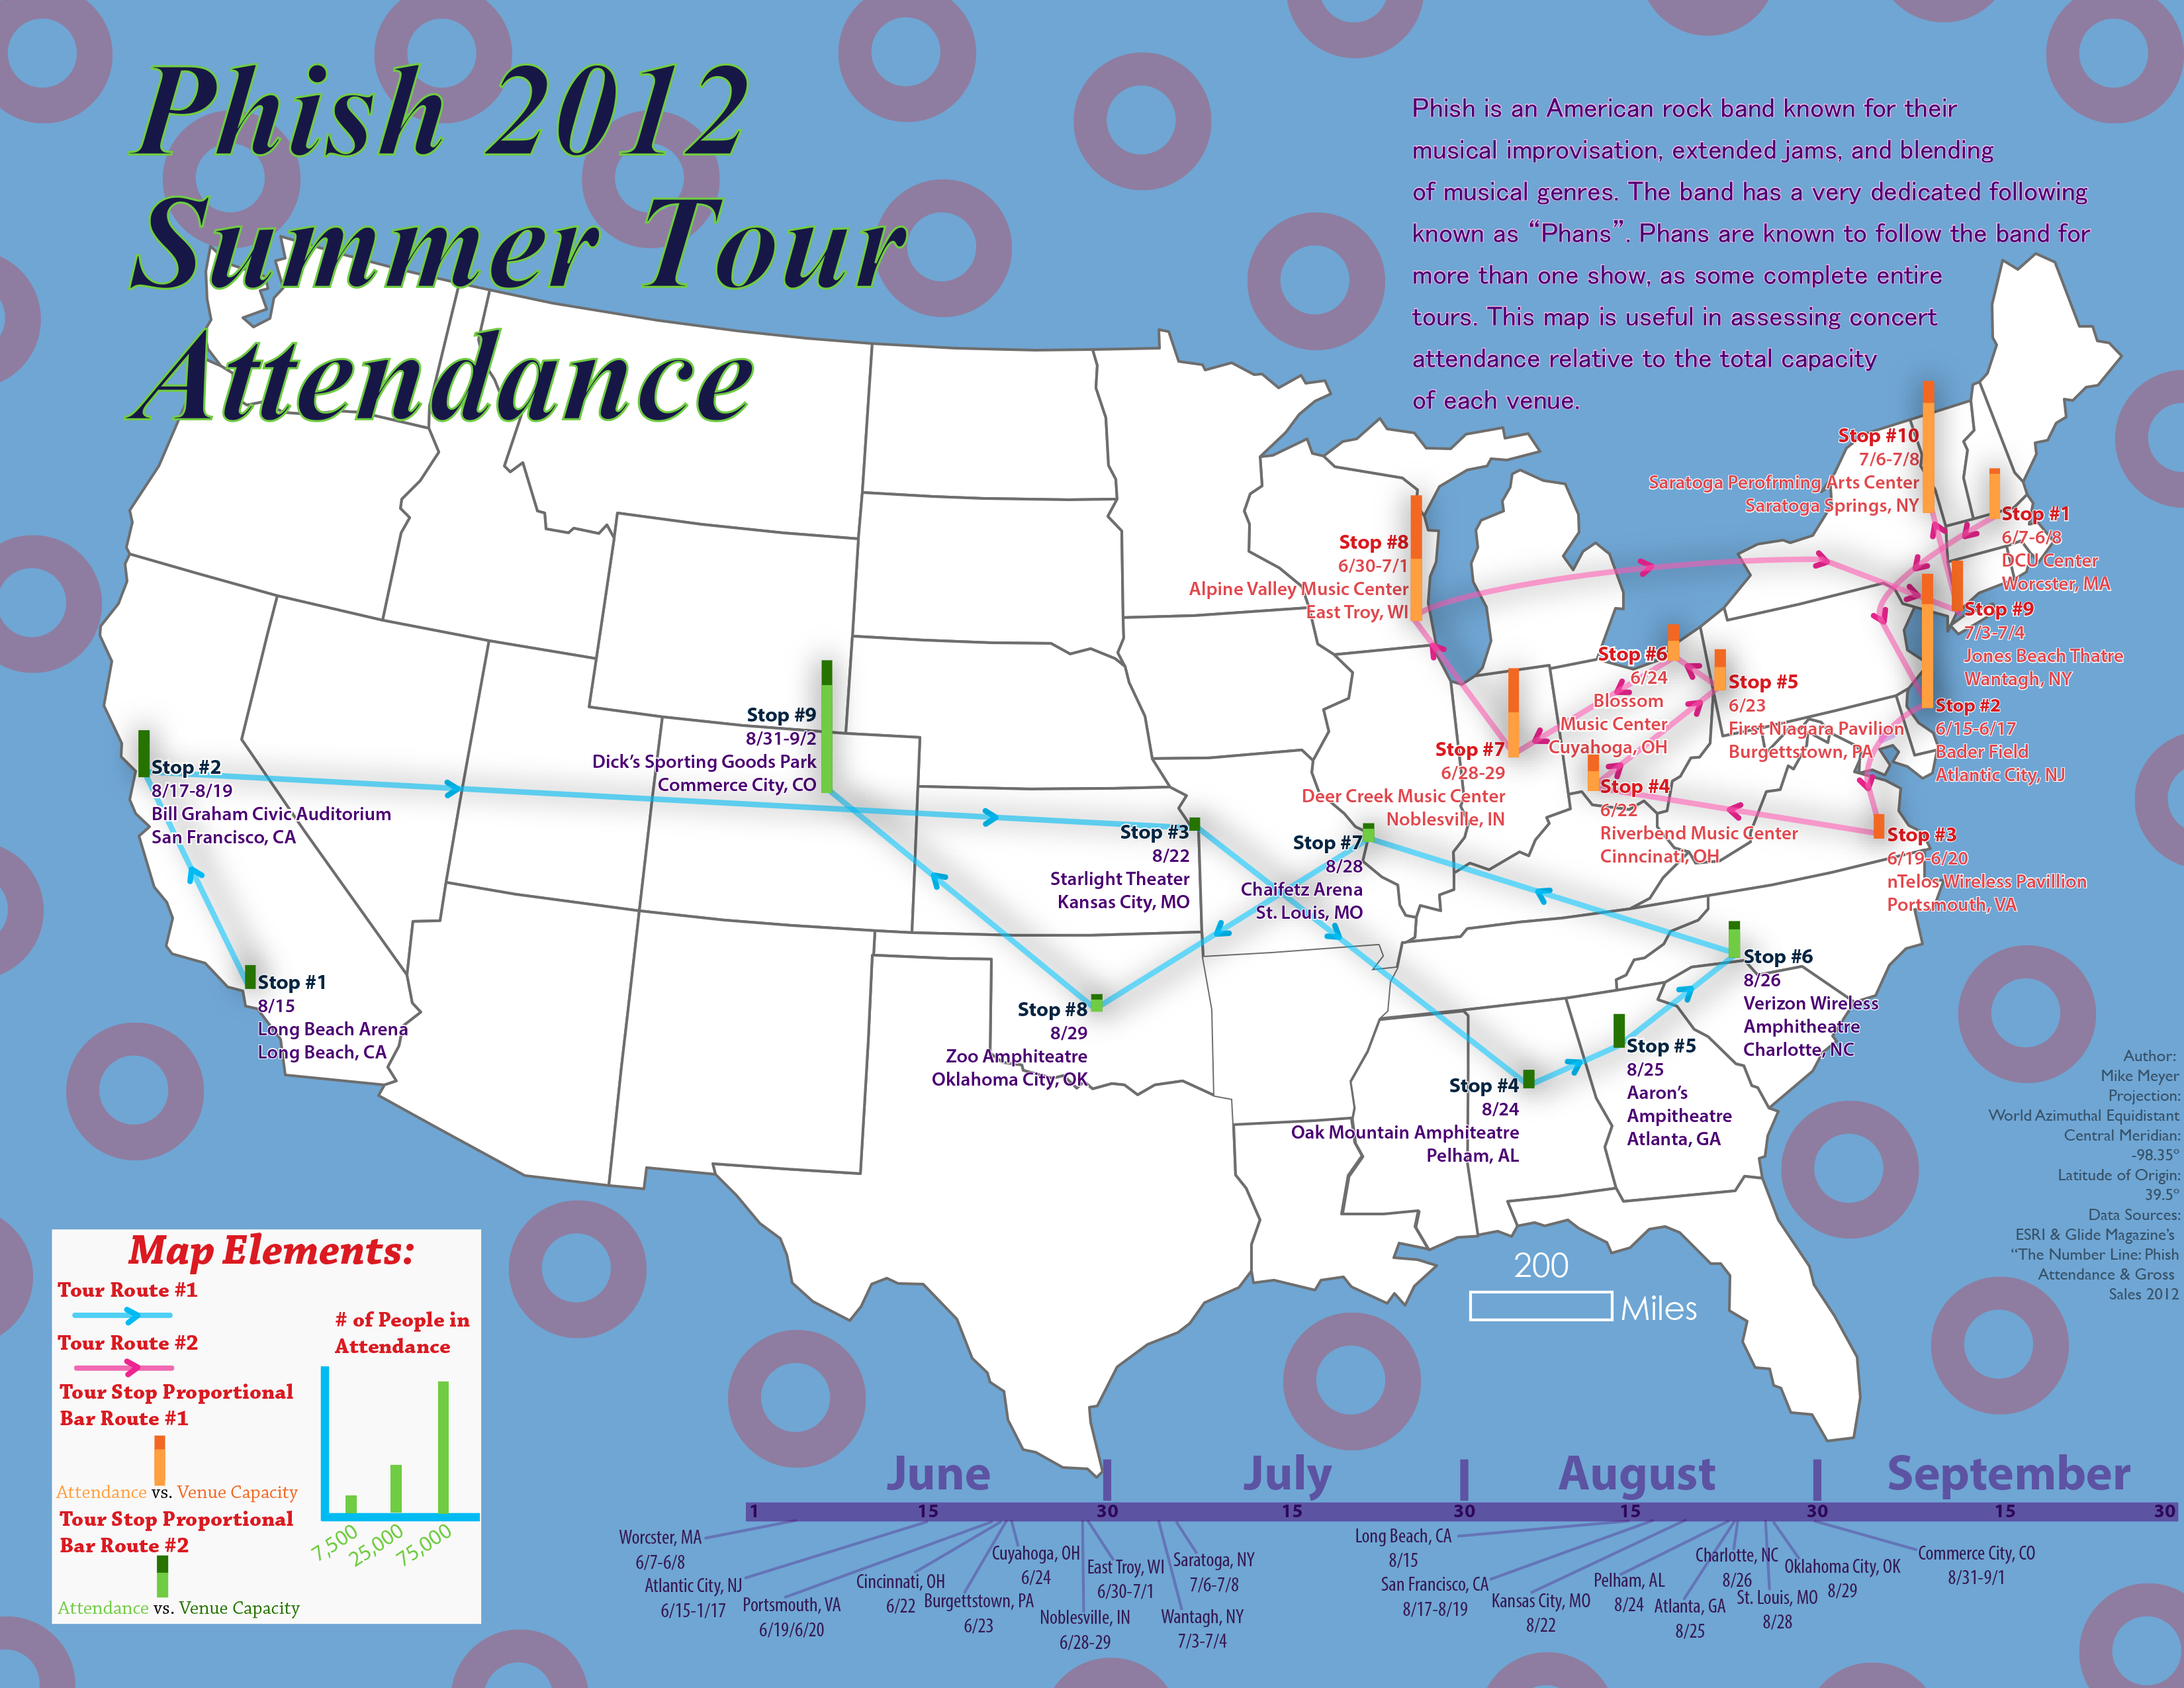 Phish 2012
Summer Tour
Attendance
Phish is an American rock band known for their
musical improvisation, extended jams, and blending
of musical genres. The band has a very dedicated following
known as “Phans”. Phans are known to follow the band for
more than one show, as some complete entire
tours. This map is useful in assessing concert
attendance relative to the total capacity
of each venue.
Stop #10
7/6-7/8
Saratoga Perofrming Arts Center
Saratoga Springs, NY
Stop #1
6/7-6/8
DCU Center
Worcster, MA
Stop #8
6/30-7/1
Alpine Valley Music Center
East Troy, WI
Stop #9
7/3-7/4
Jones Beach Thatre
Wantagh, NY
Stop #6
6/24
Blossom
Music Center
Cuyahoga, OH
Stop #5
6/23
First Niagara Pavilion
Burgettstown, PA
Stop #2
6/15-6/17
Bader Field
Atlantic City, NJ
Stop #7
6/28-29
Deer Creek Music Center
Noblesville, IN
Stop #4
6/22
Riverbend Music Center
Cinncinati, OH
Stop #3
6/19-6/20
nTelos Wireless Pavillion
Portsmouth, VA
Stop #9
8/31-9/2
Dick’s Sporting Goods Park
Commerce City, CO
Stop #2
8/17-8/19
Bill Graham Civic Auditorium
San Francisco, CA
Stop #3
8/22
Starlight Theater
Kansas City, MO
Stop #7
8/28
Chaifetz Arena
St. Louis, MO
Stop #1
8/15
Long Beach Arena
Long Beach, CA
Stop #8
8/29
Zoo Amphiteatre
Oklahoma City, OK
Stop #6
8/26
Verizon Wireless
Amphitheatre
Charlotte, NC
Stop #5
8/25
Aaron’s
Ampitheatre
Atlanta, GA
Stop #4
8/24
Oak Mountain Amphiteatre
Pelham, AL
Author:
Mike Meyer
Projection:
World Azimuthal Equidistant
Central Meridian:
-98.35º
Latitude of Origin:
39.5º
Data Sources:
ESRI & Glide Magazine’s
“The Number Line: Phish
Attendance & Gross
Sales 2012
200
Miles
Map Elements:
Tour Route #1
Tour Route #2
Tour Stop Proportional
Bar Route #1
Attendance vs. Venue Capacity
Tour Stop Proportional
Bar Route #2
Attendance vs. Venue Capacity
# of People in
Attendance
7,500
25,000
75,000
June July August September
1 15 30 15 30 15 30 15 30
Worcster, MA
6/7-6/8
Atlantic City, NJ
6/15-1/17
Portsmouth, VA
6/19/6/20
Cincinnati, OH
6/22
Burgettstown, PA
6/23
Cuyahoga, OH
6/24
Noblesville, IN
6/28-29
East Troy, WI
6/30-7/1
Wantagh, NY
7/3-7/4
Saratoga, NY
7/6-7/8
Long Beach, CA
8/15
San Francisco, CA
8/17-8/19
Kansas City, MO
8/22
Pelham, AL
8/24
Atlanta, GA
8/25
Charlotte, NC
8/26
St. Louis, MO
8/28
Oklahoma City, OK
8/29
Commerce City, CO
8/31-9/1